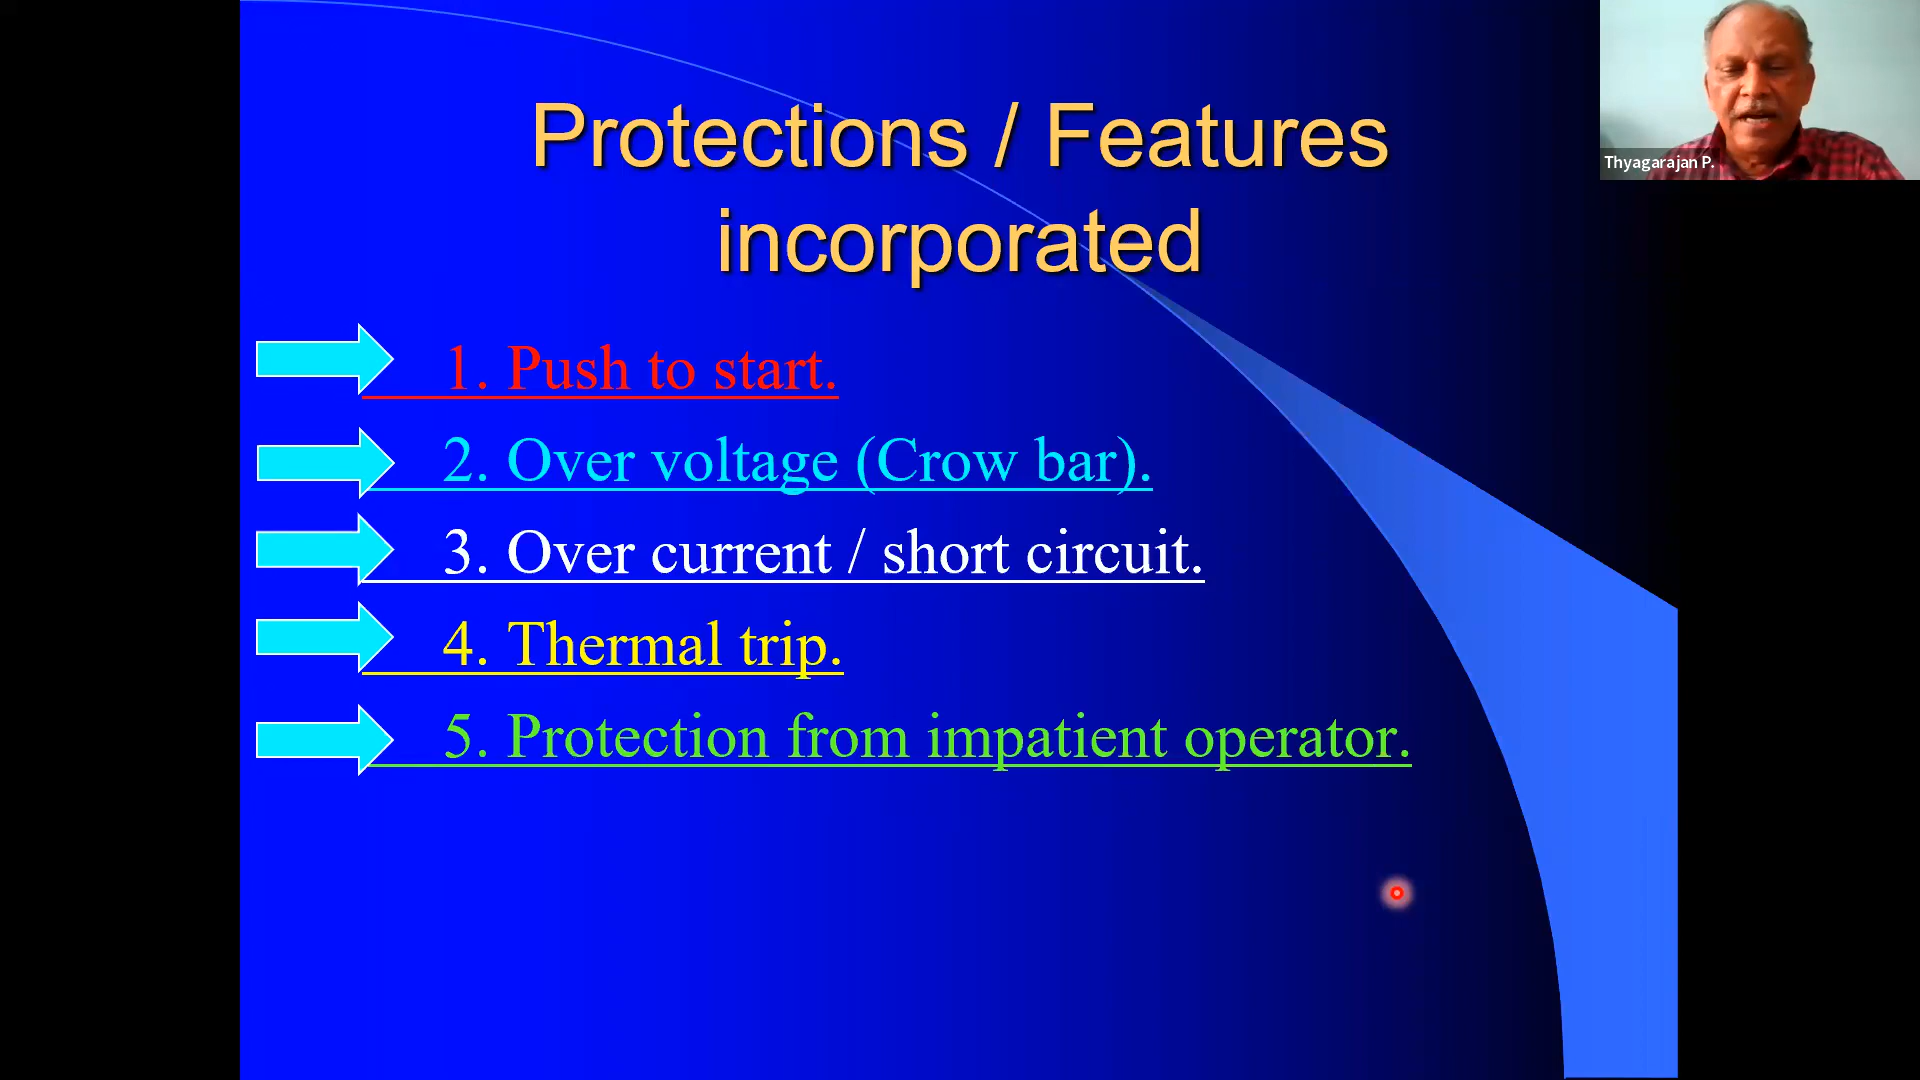 Protections / Features
incorporated
1. Push to start.
2. Over voltage (Crow bar).
3. Over current / short circuit.
4. Thermal trip.
5. Protection from impatient operator.
Thyagarajan P.